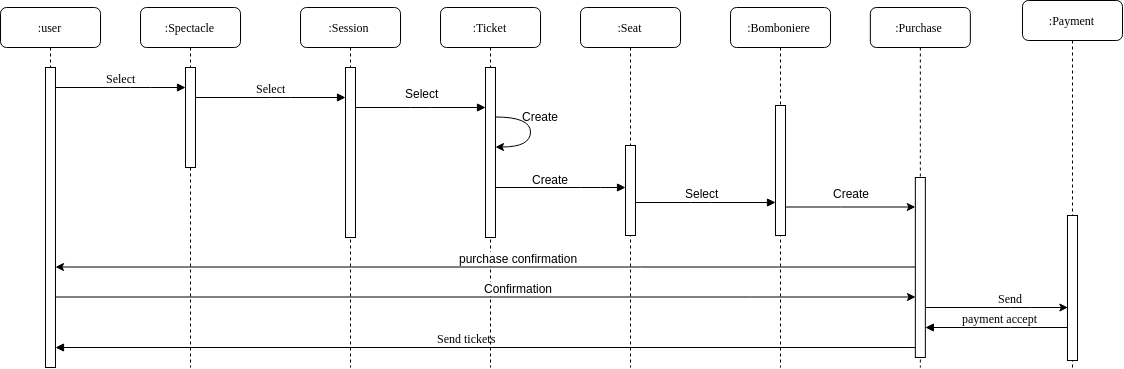 :user
:Spectacle
:Session
:Ticket
:Seat
:Bomboniere
:Purchase
:Payment
Select
Select
Select
Create
Create
Select
Create
purchase confirmation
Confirmation
Send
payment accept
Send tickets